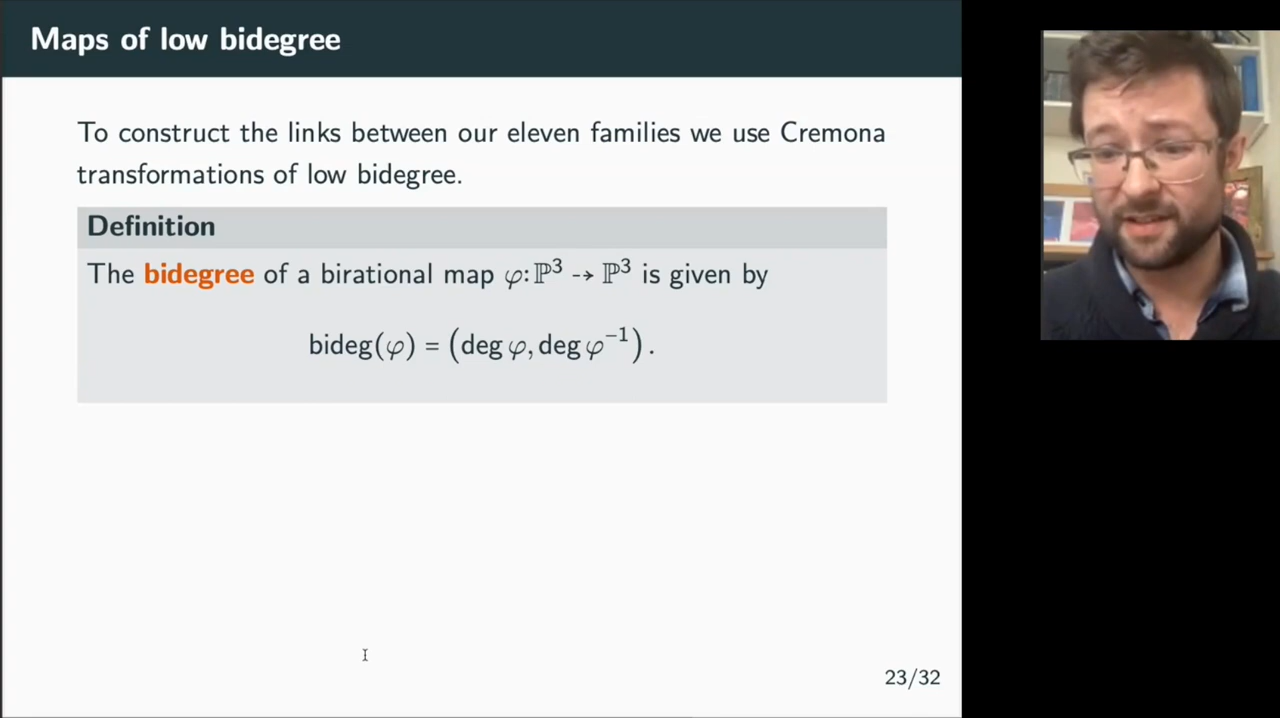 Maps of low bidegree
To construct the links between our eleven families we use Cremona
transformations of low bidegree.
Definition
The bidegree of a birational map φ:ℙ³ ⇢ ℙ³ is given by
bideg(φ) = (deg φ, deg φ⁻¹).
23/32